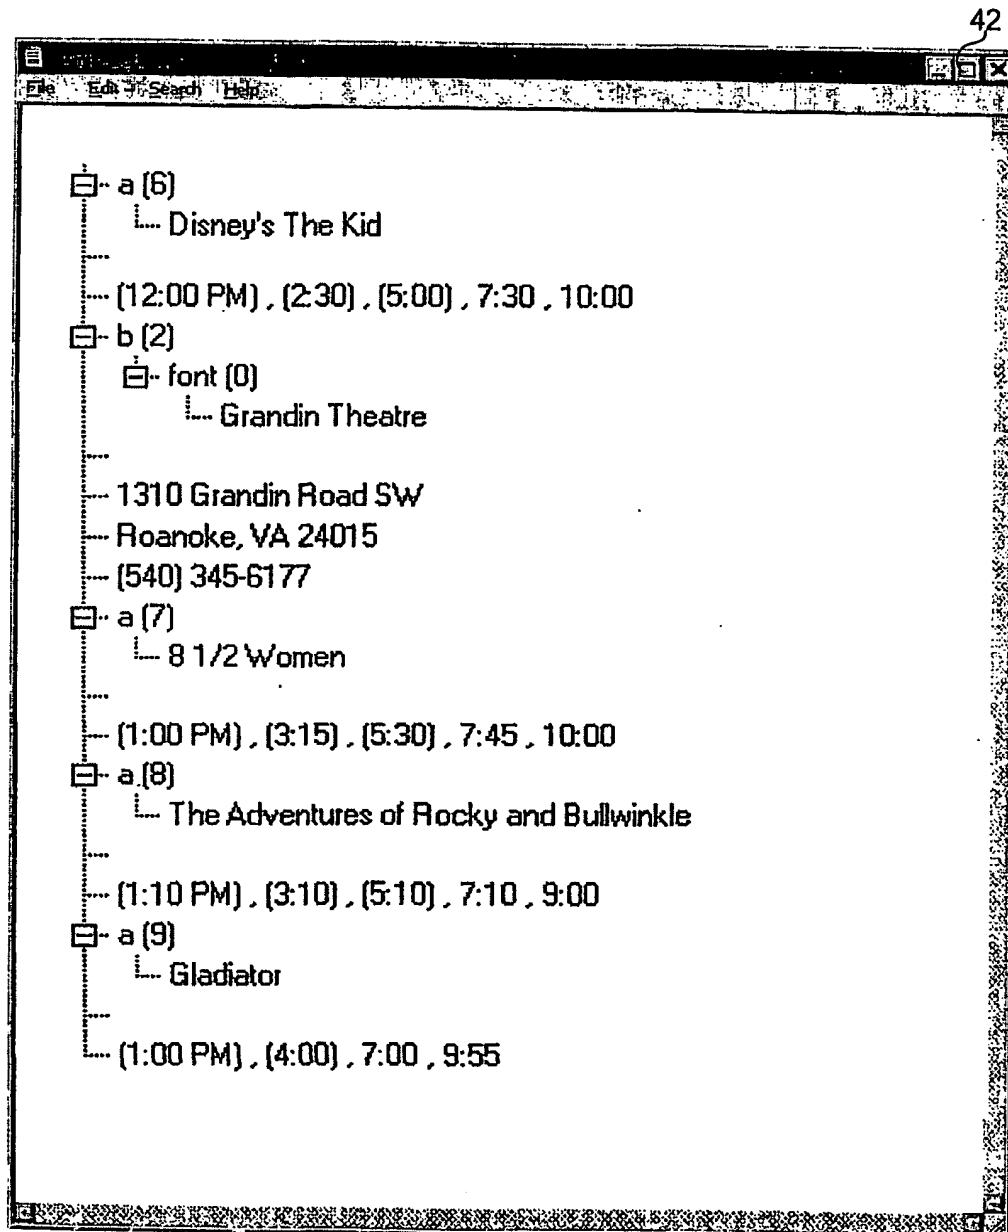 42
File Edit Search Help
a (6)
Disney's The Kid
(12:00 PM) , (2:30) , (5:00) , 7:30 , 10:00
b (2)
font (0)
Grandin Theatre
1310 Grandin Road SW
Roanoke, VA 24015
(540) 345-6177
a (7)
8 1/2 Women
(1:00 PM) , (3:15) , (5:30) , 7:45 , 10:00
a (8)
The Adventures of Rocky and Bullwinkle
(1:10 PM) , (3:10) , (5:10) , 7:10 , 9:00
a (9)
Gladiator
(1:00 PM) , (4:00) , 7:00 , 9:55